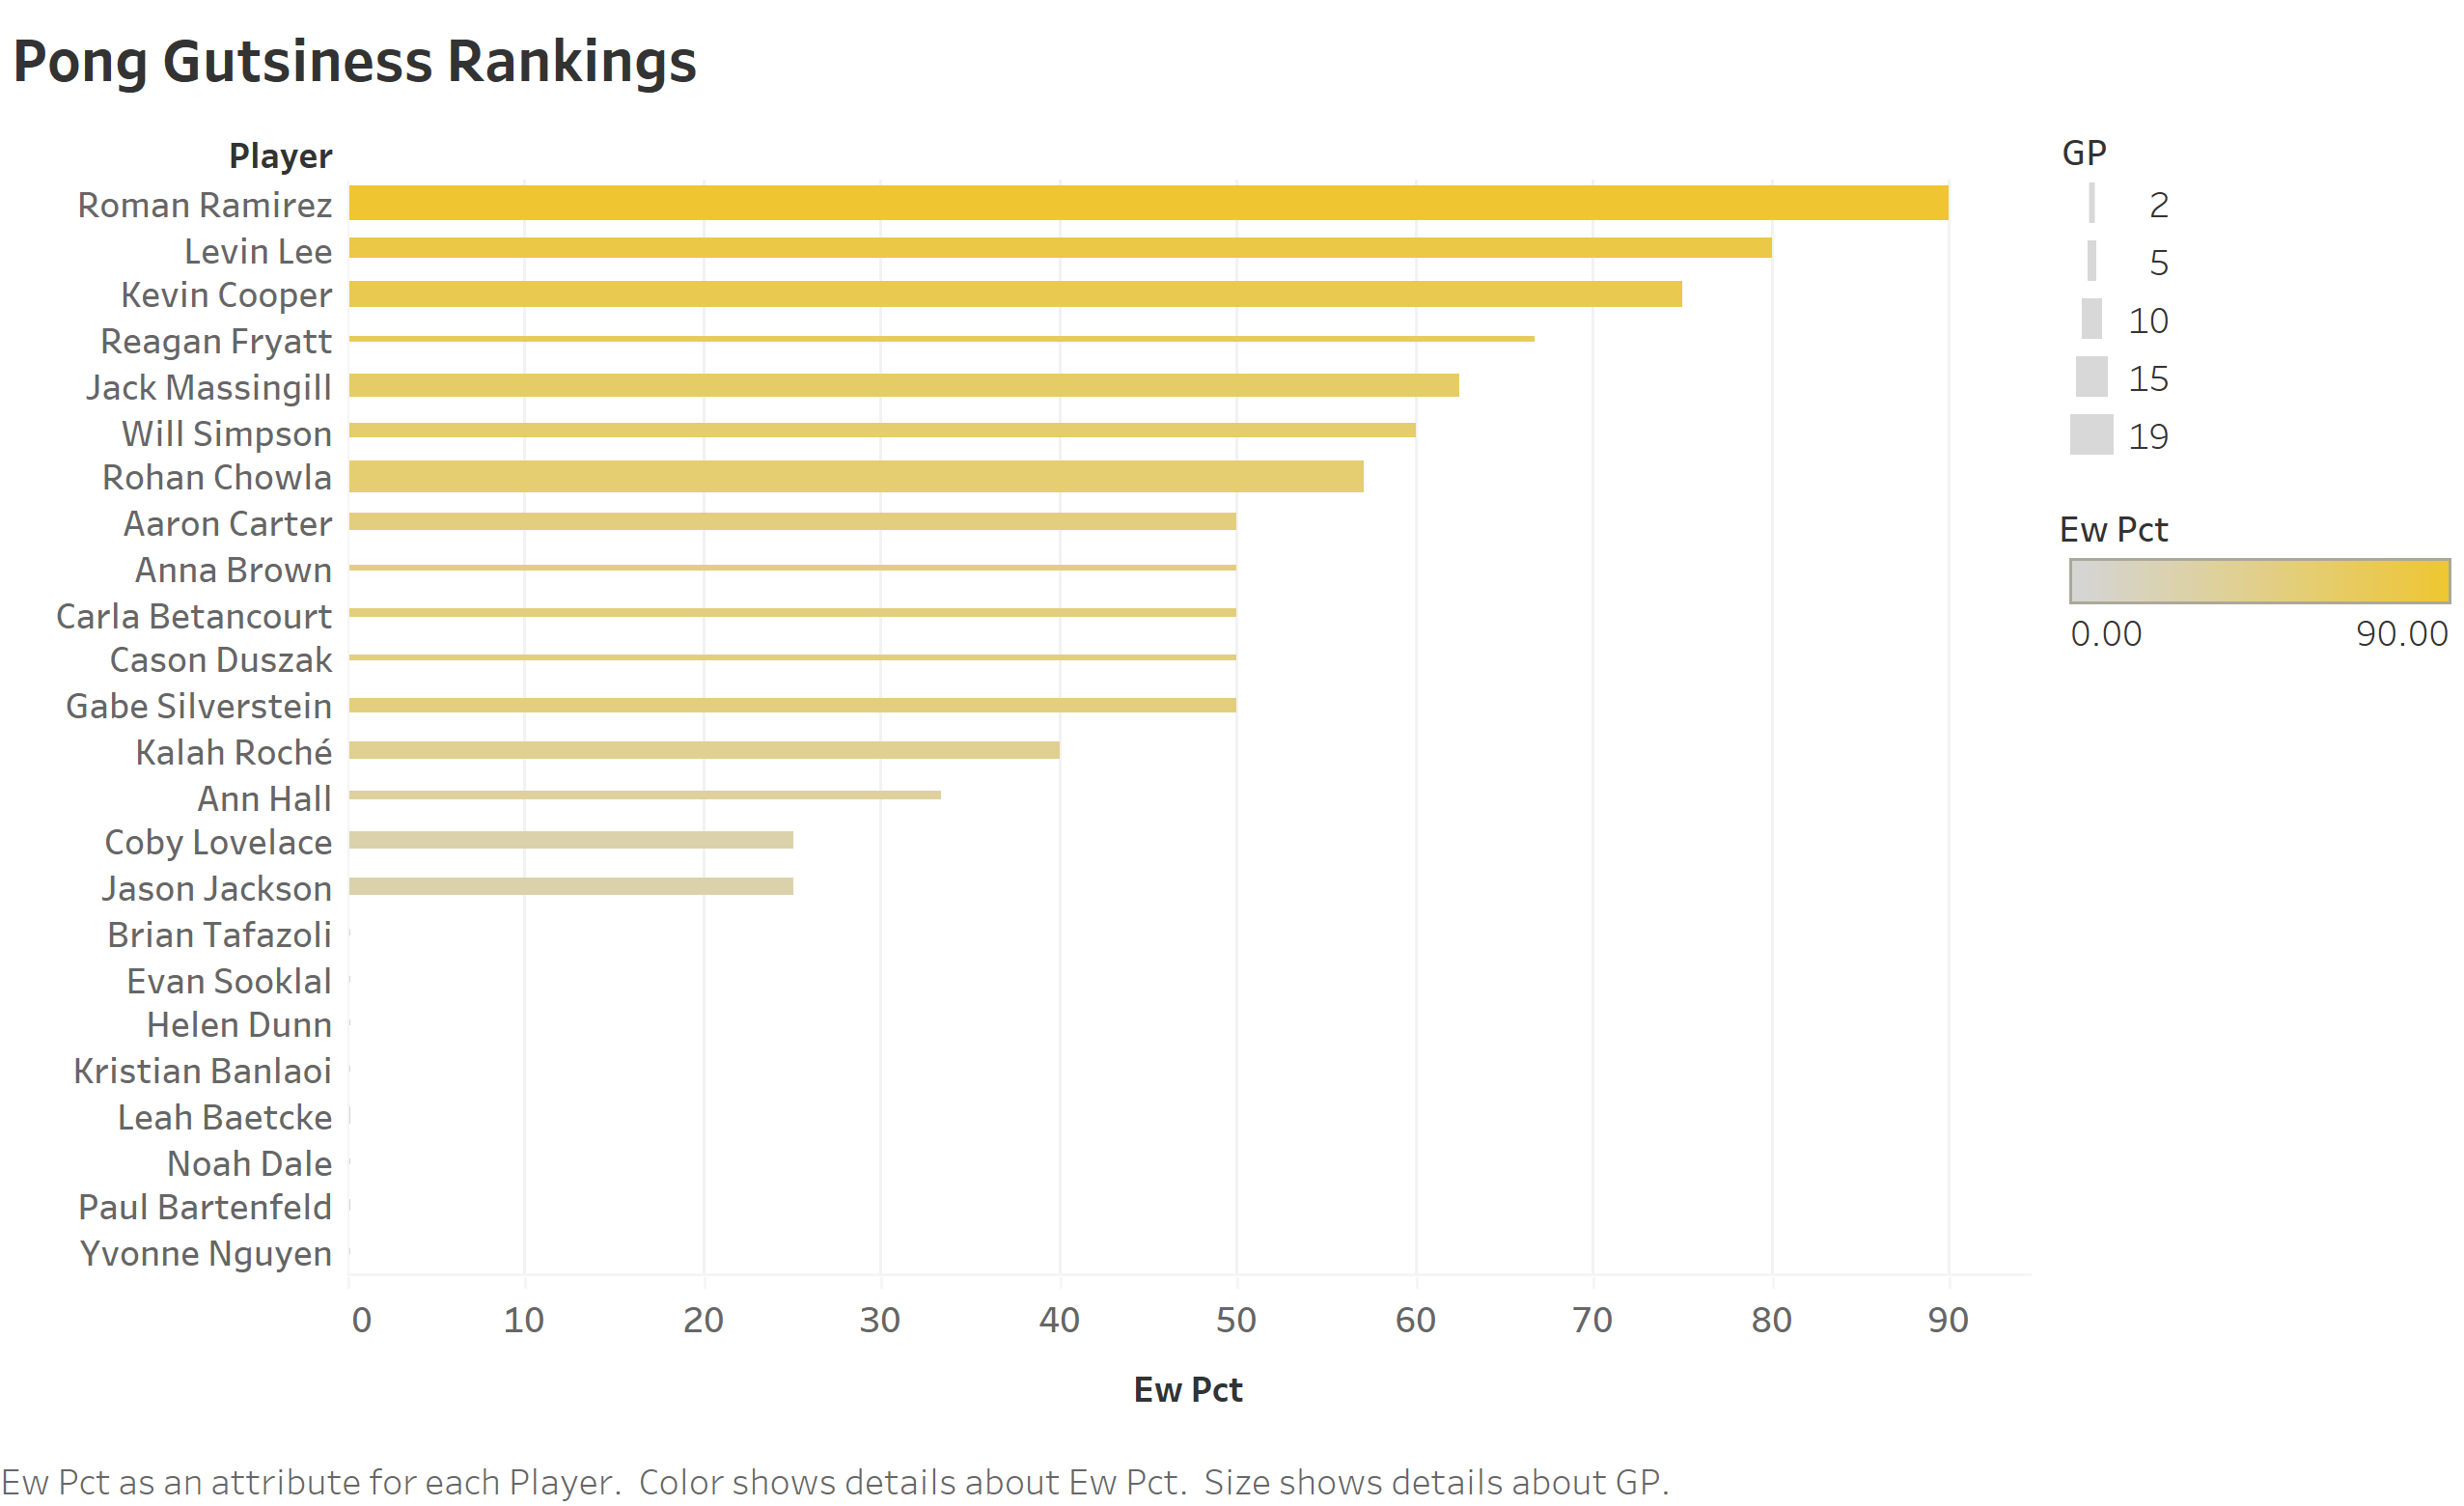 Pong Gutsiness Rankings
Player
Roman Ramirez
Levin Lee
Kevin Cooper
Reagan Fryatt
Jack Massingill
Will Simpson
Rohan Chowla
Aaron Carter
Anna Brown
Carla Betancourt
Cason Duszak
Gabe Silverstein
Kalah Roché
Ann Hall
Coby Lovelace
Jason Jackson
Brian Tafazoli
Evan Sooklal
Helen Dunn
Kristian Banlaoi
Leah Baetcke
Noah Dale
Paul Bartenfeld
Yvonne Nguyen
0 10 20 30 40 50 60 70 80 90
Ew Pct
GP
2
5
10
15
19
Ew Pct
0.00 90.00
Ew Pct as an attribute for each Player. Color shows details about Ew Pct. Size shows details about GP.